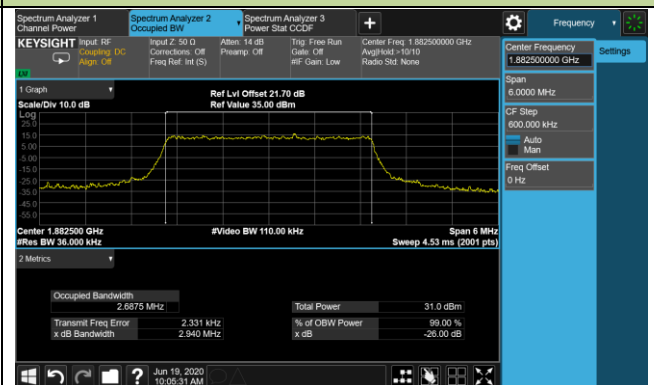 Spectrum Analyzer 1
Channel Power
Spectrum Analyzer 2
Occupied BW
Spectrum Analyzer 3
Power Stat CCDF
+
Frequency
KEYSIGHT
Input: RF
Coupling: DC
Align: Off
Input Z: 50 Ω
Corrections: Off
Freq Ref: Int (S)
Atten: 14 dB
Preamp: Off
Trig: Free Run
Gate: Off
#IF Gain: Low
Center Freq: 1.882500000 GHz
Avg|Hold:>10/10
Radio Std: None
Center Frequency
1.882500000 GHz
Settings
Span
6.0000 MHz
CF Step
600.000 kHz
Auto
Man
Freq Offset
0 Hz
1 Graph
Scale/Div 10.0 dB
Ref Lvl Offset 21.70 dB
Ref Value 35.00 dBm
Log
25.0
15.0
5.00
-5.00
-15.0
-25.0
-35.0
-45.0
-55.0
Center 1.882500 GHz
#Video BW 110.00 kHz
Span 6 MHz
#Res BW 36.000 kHz
Sweep 4.53 ms (2001 pts)
2 Metrics
Occupied Bandwidth
2.6875 MHz
Total Power
31.0 dBm
Transmit Freq Error
2.331 kHz
% of OBW Power
99.00 %
x dB Bandwidth
2.940 MHz
x dB
-26.00 dB
?
Jun 19, 2020
10:05:31 AM